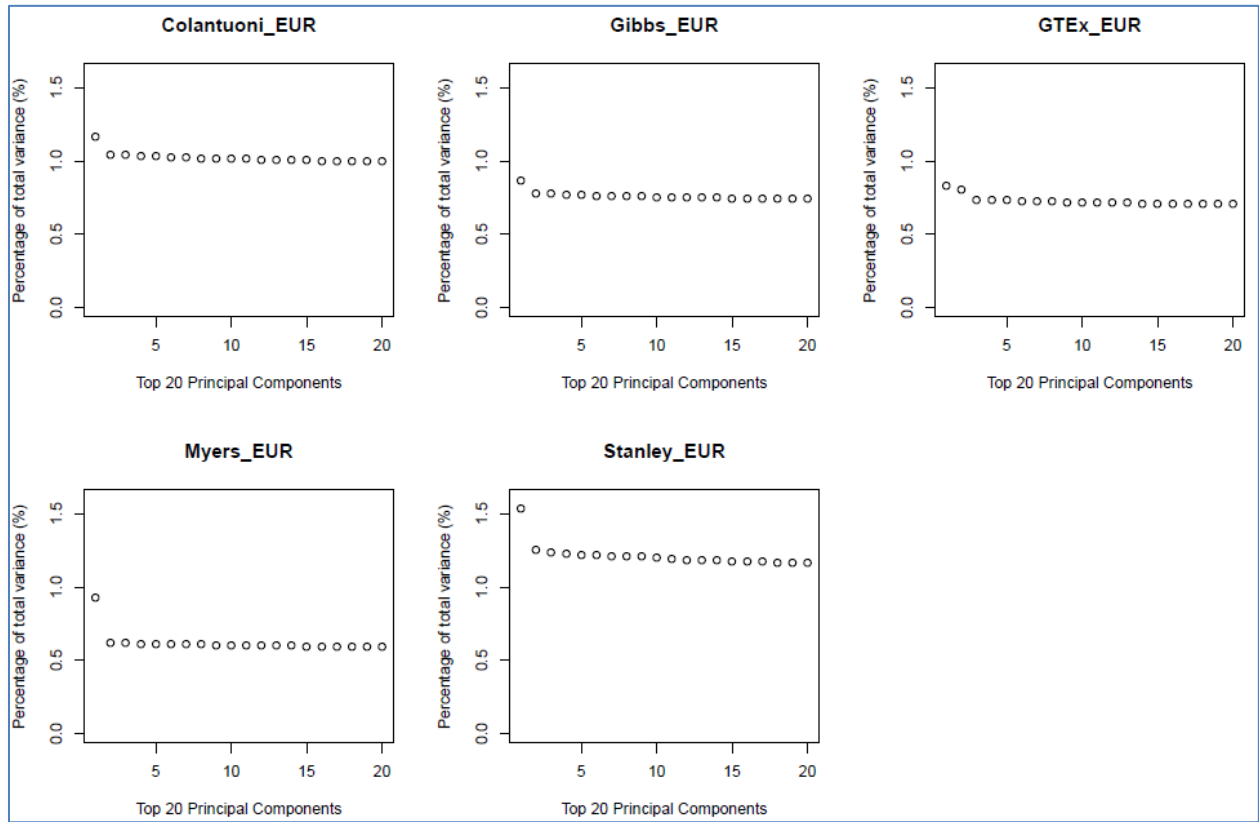 Colantuoni_EUR
Percentage of total variance (%)
0.0 0.5 1.0 1.5
5 10 15 20
Top 20 Principal Components
Gibbs_EUR
Percentage of total variance (%)
0.0 0.5 1.0 1.5
5 10 15 20
Top 20 Principal Components
GTEx_EUR
Percentage of total variance (%)
0.0 0.5 1.0 1.5
5 10 15 20
Top 20 Principal Components
Myers_EUR
Percentage of total variance (%)
0.0 0.5 1.0 1.5
5 10 15 20
Top 20 Principal Components
Stanley_EUR
Percentage of total variance (%)
0.0 0.5 1.0 1.5
5 10 15 20
Top 20 Principal Components